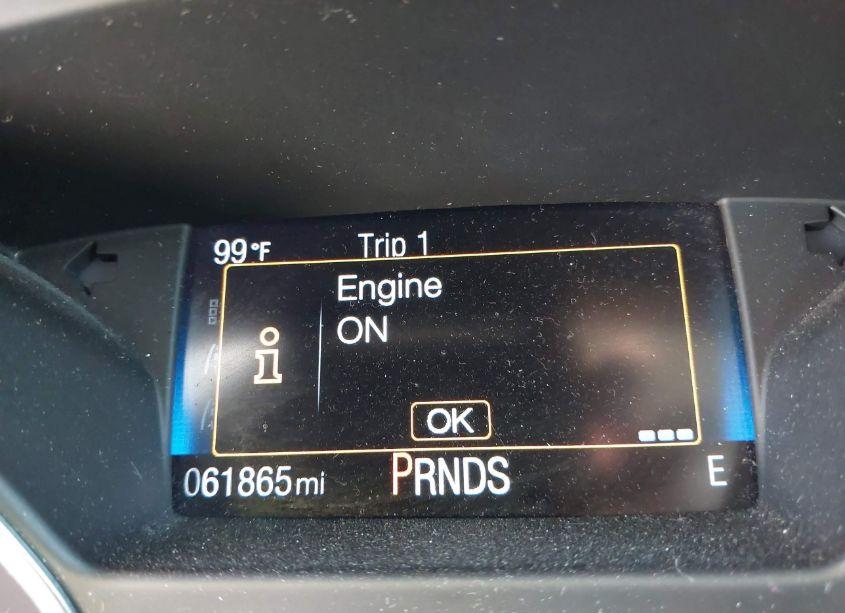 99°F Trip 1
Engine
ON
OK
061865mi PRNDS E